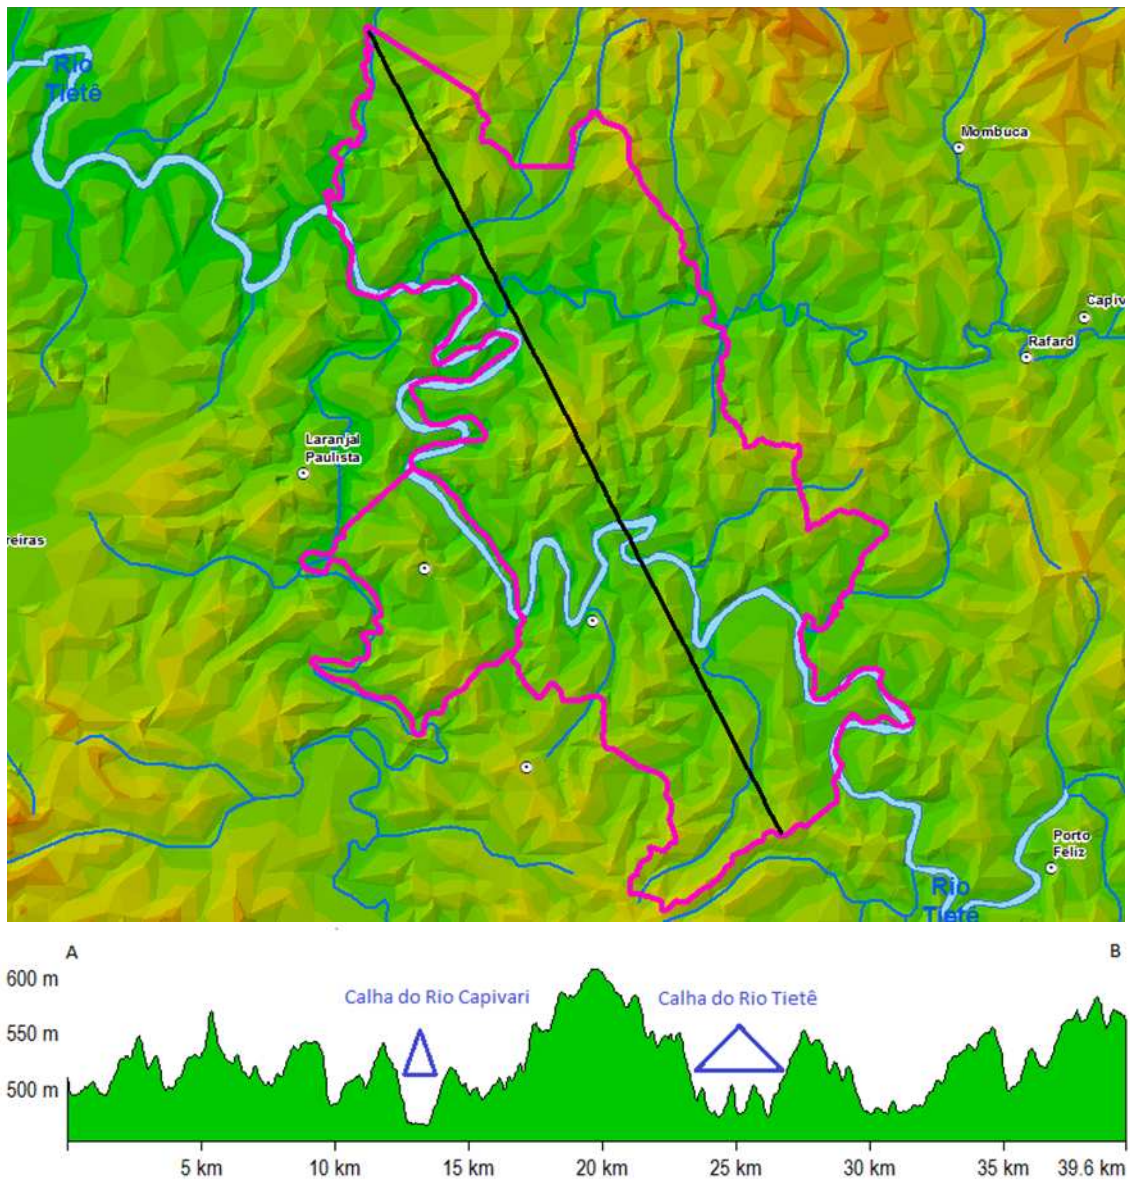 Rio
Tietê
Mombuca
Capiv
Rafard
Laranjal
Paulista
reiras
Porto
Feliz
Rio
Tietê
A
B
600 m
Calha do Rio Capivari
Calha do Rio Tietê
550 m
500 m
5 km
10 km
15 km
20 km
25 km
30 km
35 km
39.6 km